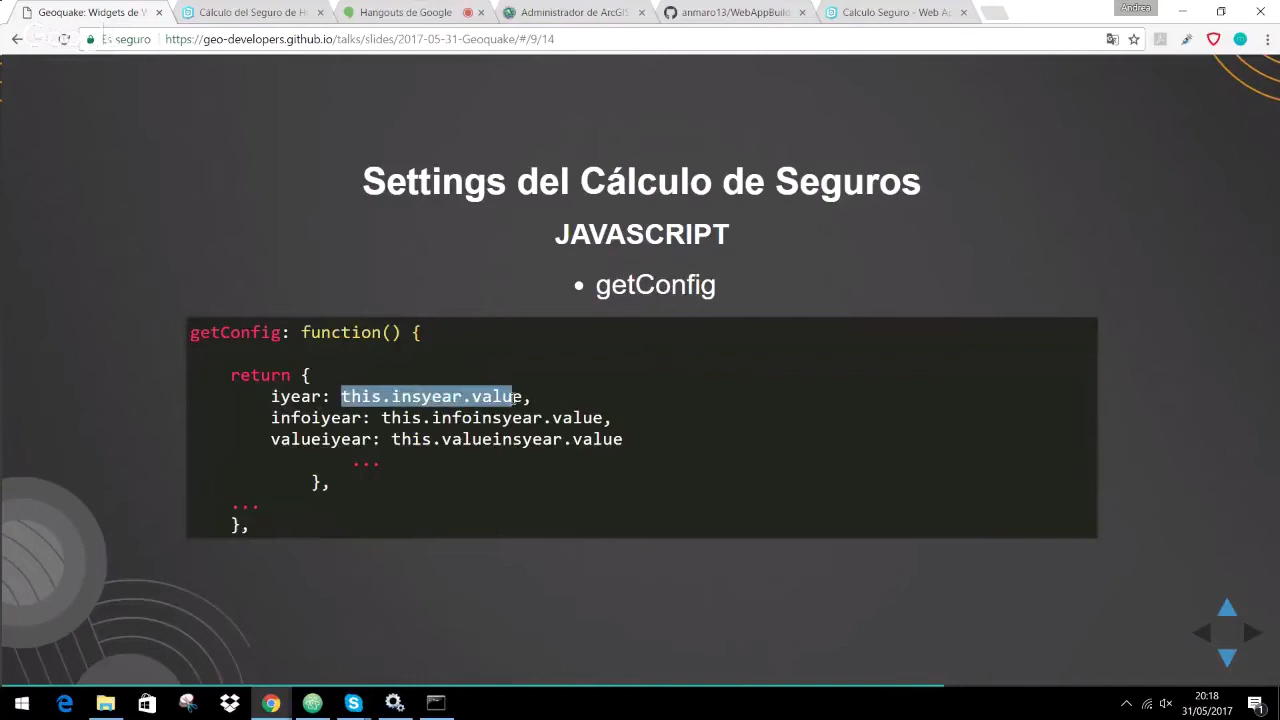 Geoquake: Widgets de W
Cálculo del Seguro de H
Hangouts de Google
Administrador de ArcGIS
anmaro13/WebAppBuild
Calculo Seguro - Web Ap
Andrea
Es seguro
https://geo-developers.github.io/talks/slides/2017-05-31-Geoquake/#/9/14
Settings del Cálculo de Seguros
JAVASCRIPT
• getConfig
getConfig: function() {
return {
iyear: this.insyear.value,
infoiyear: this.infoinsyear.value,
valueiyear: this.valueinsyear.value
...
},
...
},
20:18
31/05/2017
1